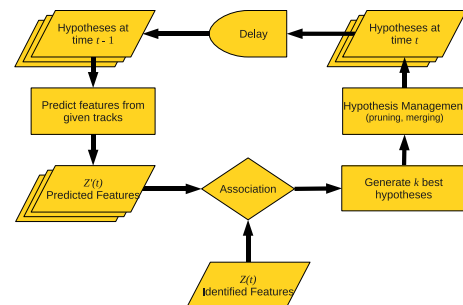 Hypotheses at
time t - 1
Delay
Hypotheses at
time t
Predict features from
given tracks
Hypothesis Management
(pruning, merging)
Z'(t)
Predicted Features
Association
Generate k best
hypotheses
Z(t)
Identified Features